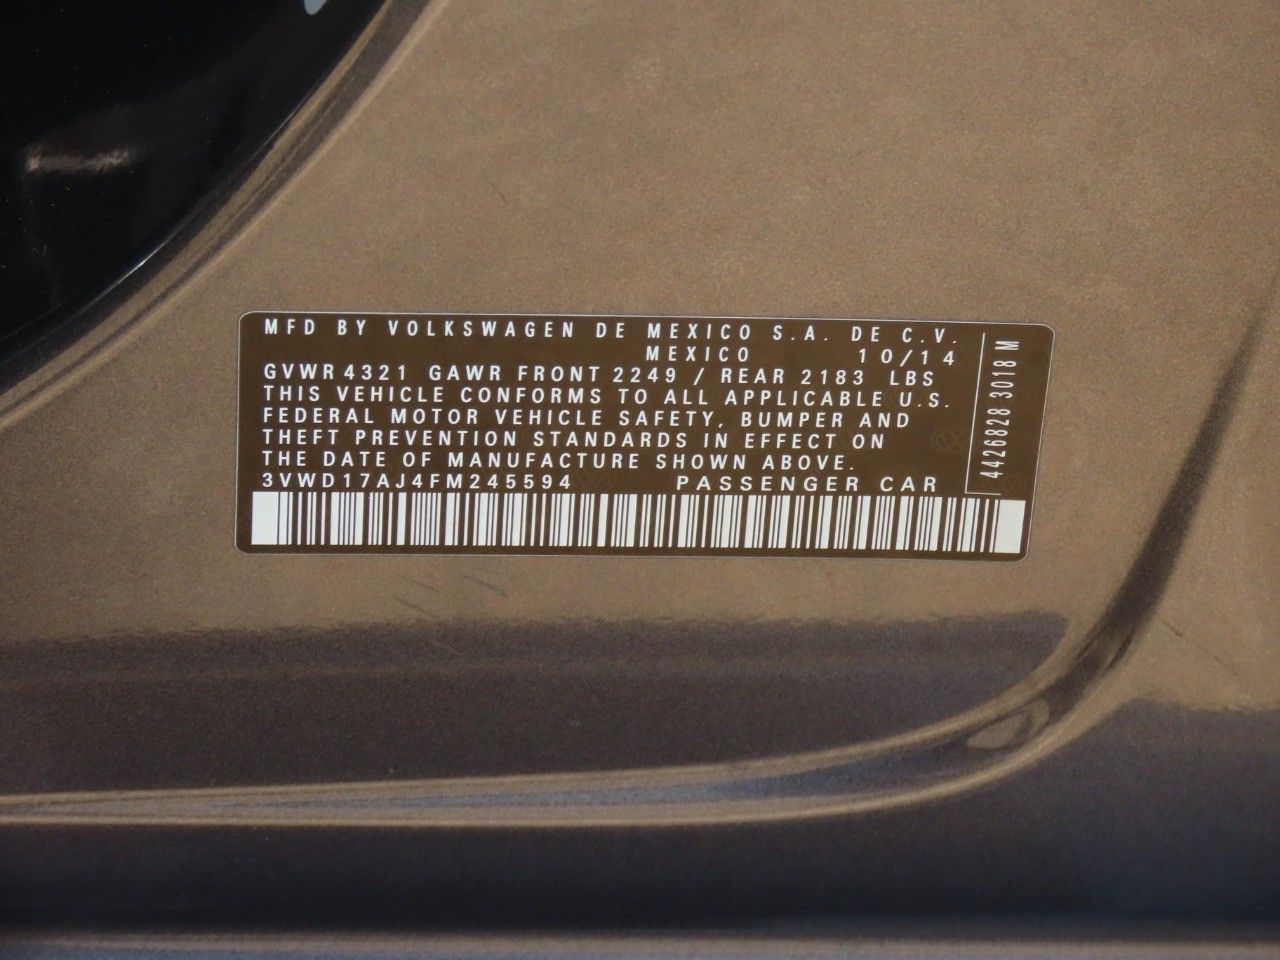 MFD BY VOLKSWAGEN DE MEXICO S.A. DE C.V.
MEXICO 10/14
GVWR 4321 GAWR FRONT 2249 / REAR 2183 LBS
THIS VEHICLE CONFORMS TO ALL APPLICABLE U.S.
FEDERAL MOTOR VEHICLE SAFETY, BUMPER AND
THEFT PREVENTION STANDARDS IN EFFECT ON
THE DATE OF MANUFACTURE SHOWN ABOVE.
3VWD17AJ4FM245594 PASSENGER CAR
4426828 3018 M